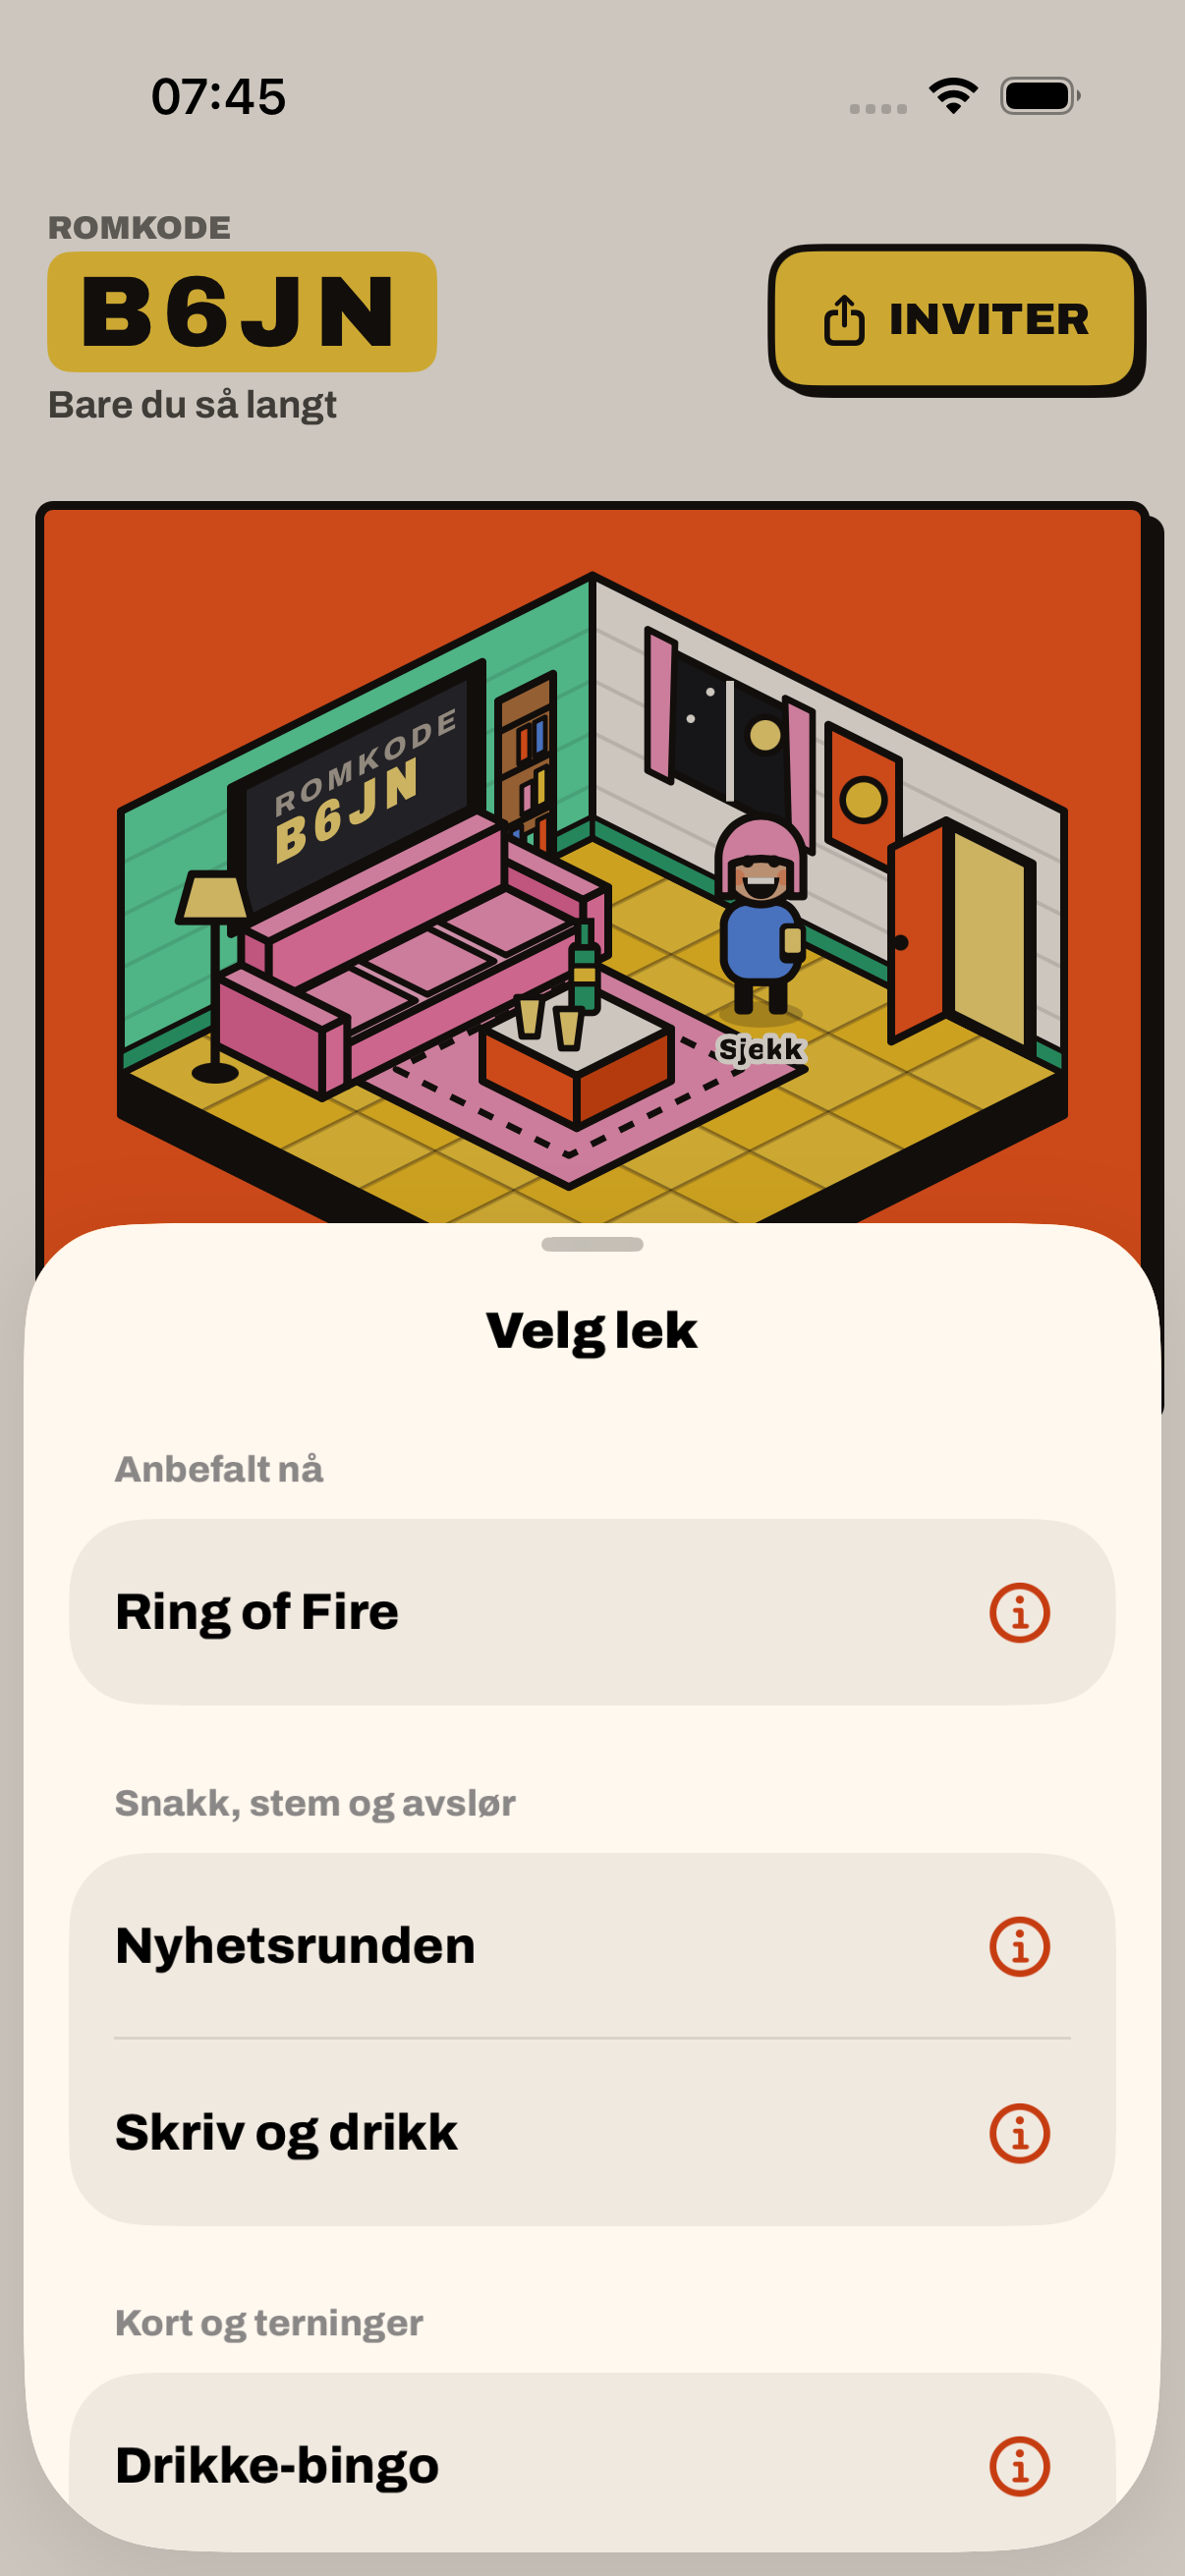 07:45
ROMKODE
B6JN
Bare du så langt
INVITER
ROMKODE
B6JN
Sjekk
Velg lek
Anbefalt nå
Ring of Fire
Snakk, stem og avslør
Nyhetsrunden
Skriv og drikk
Kort og terninger
Drikke-bingo